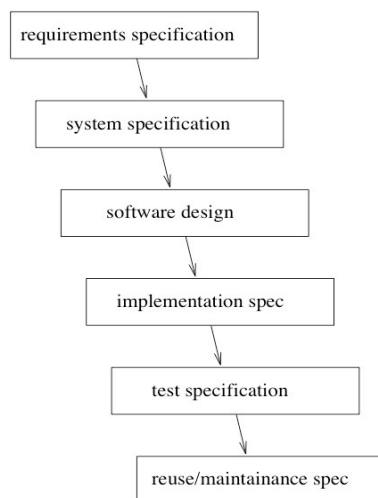 requirements specification
system specification
software design
implementation spec
test specification
reuse/maintainance spec